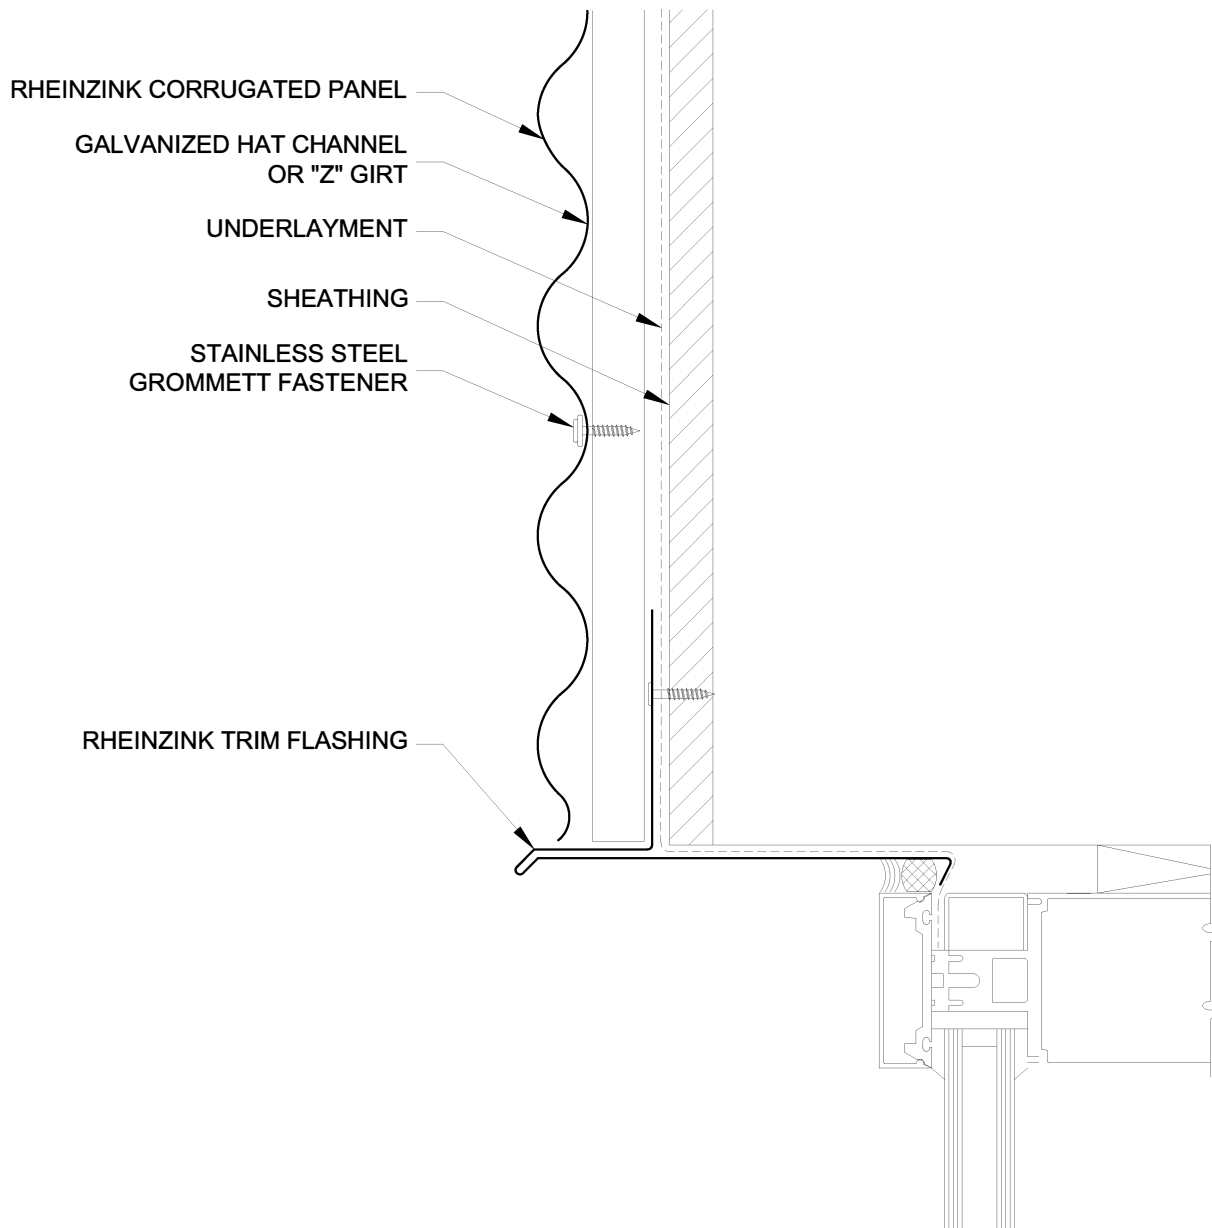 RHEINZINK CORRUGATED PANEL
GALVANIZED HAT CHANNEL
OR "Z" GIRT
UNDERLAYMENT
SHEATHING
STAINLESS STEEL
GROMMETT FASTENER
RHEINZINK TRIM FLASHING